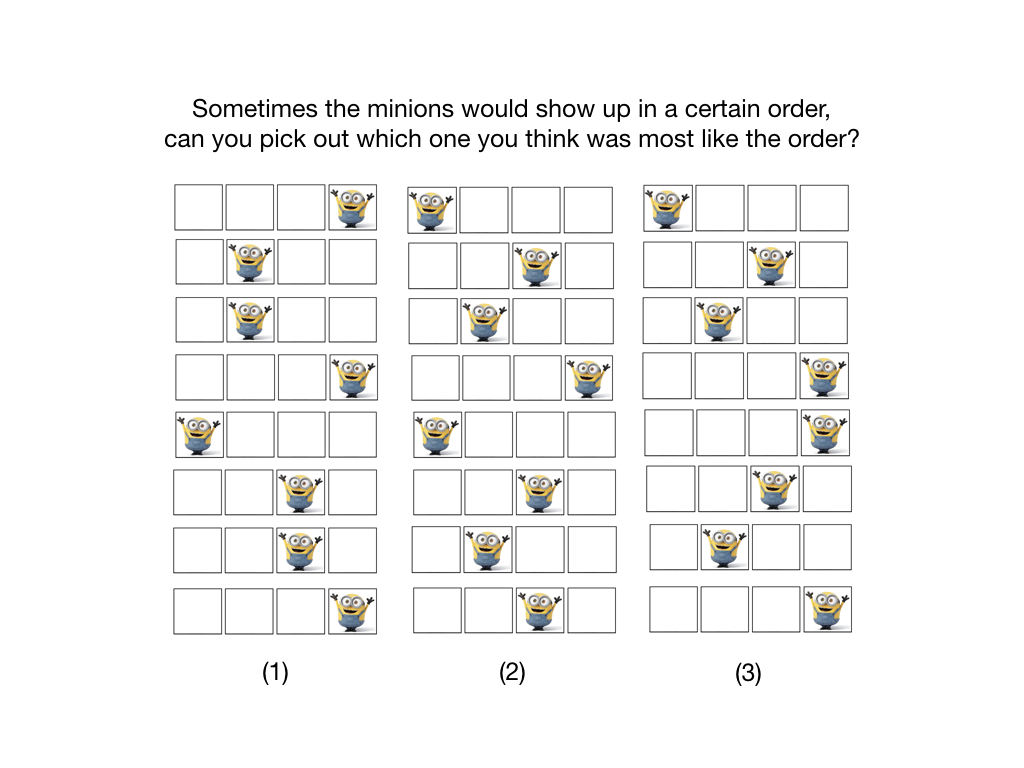 Sometimes the minions would show up in a certain order,
can you pick out which one you think was most like the order?
(1)
(2)
(3)